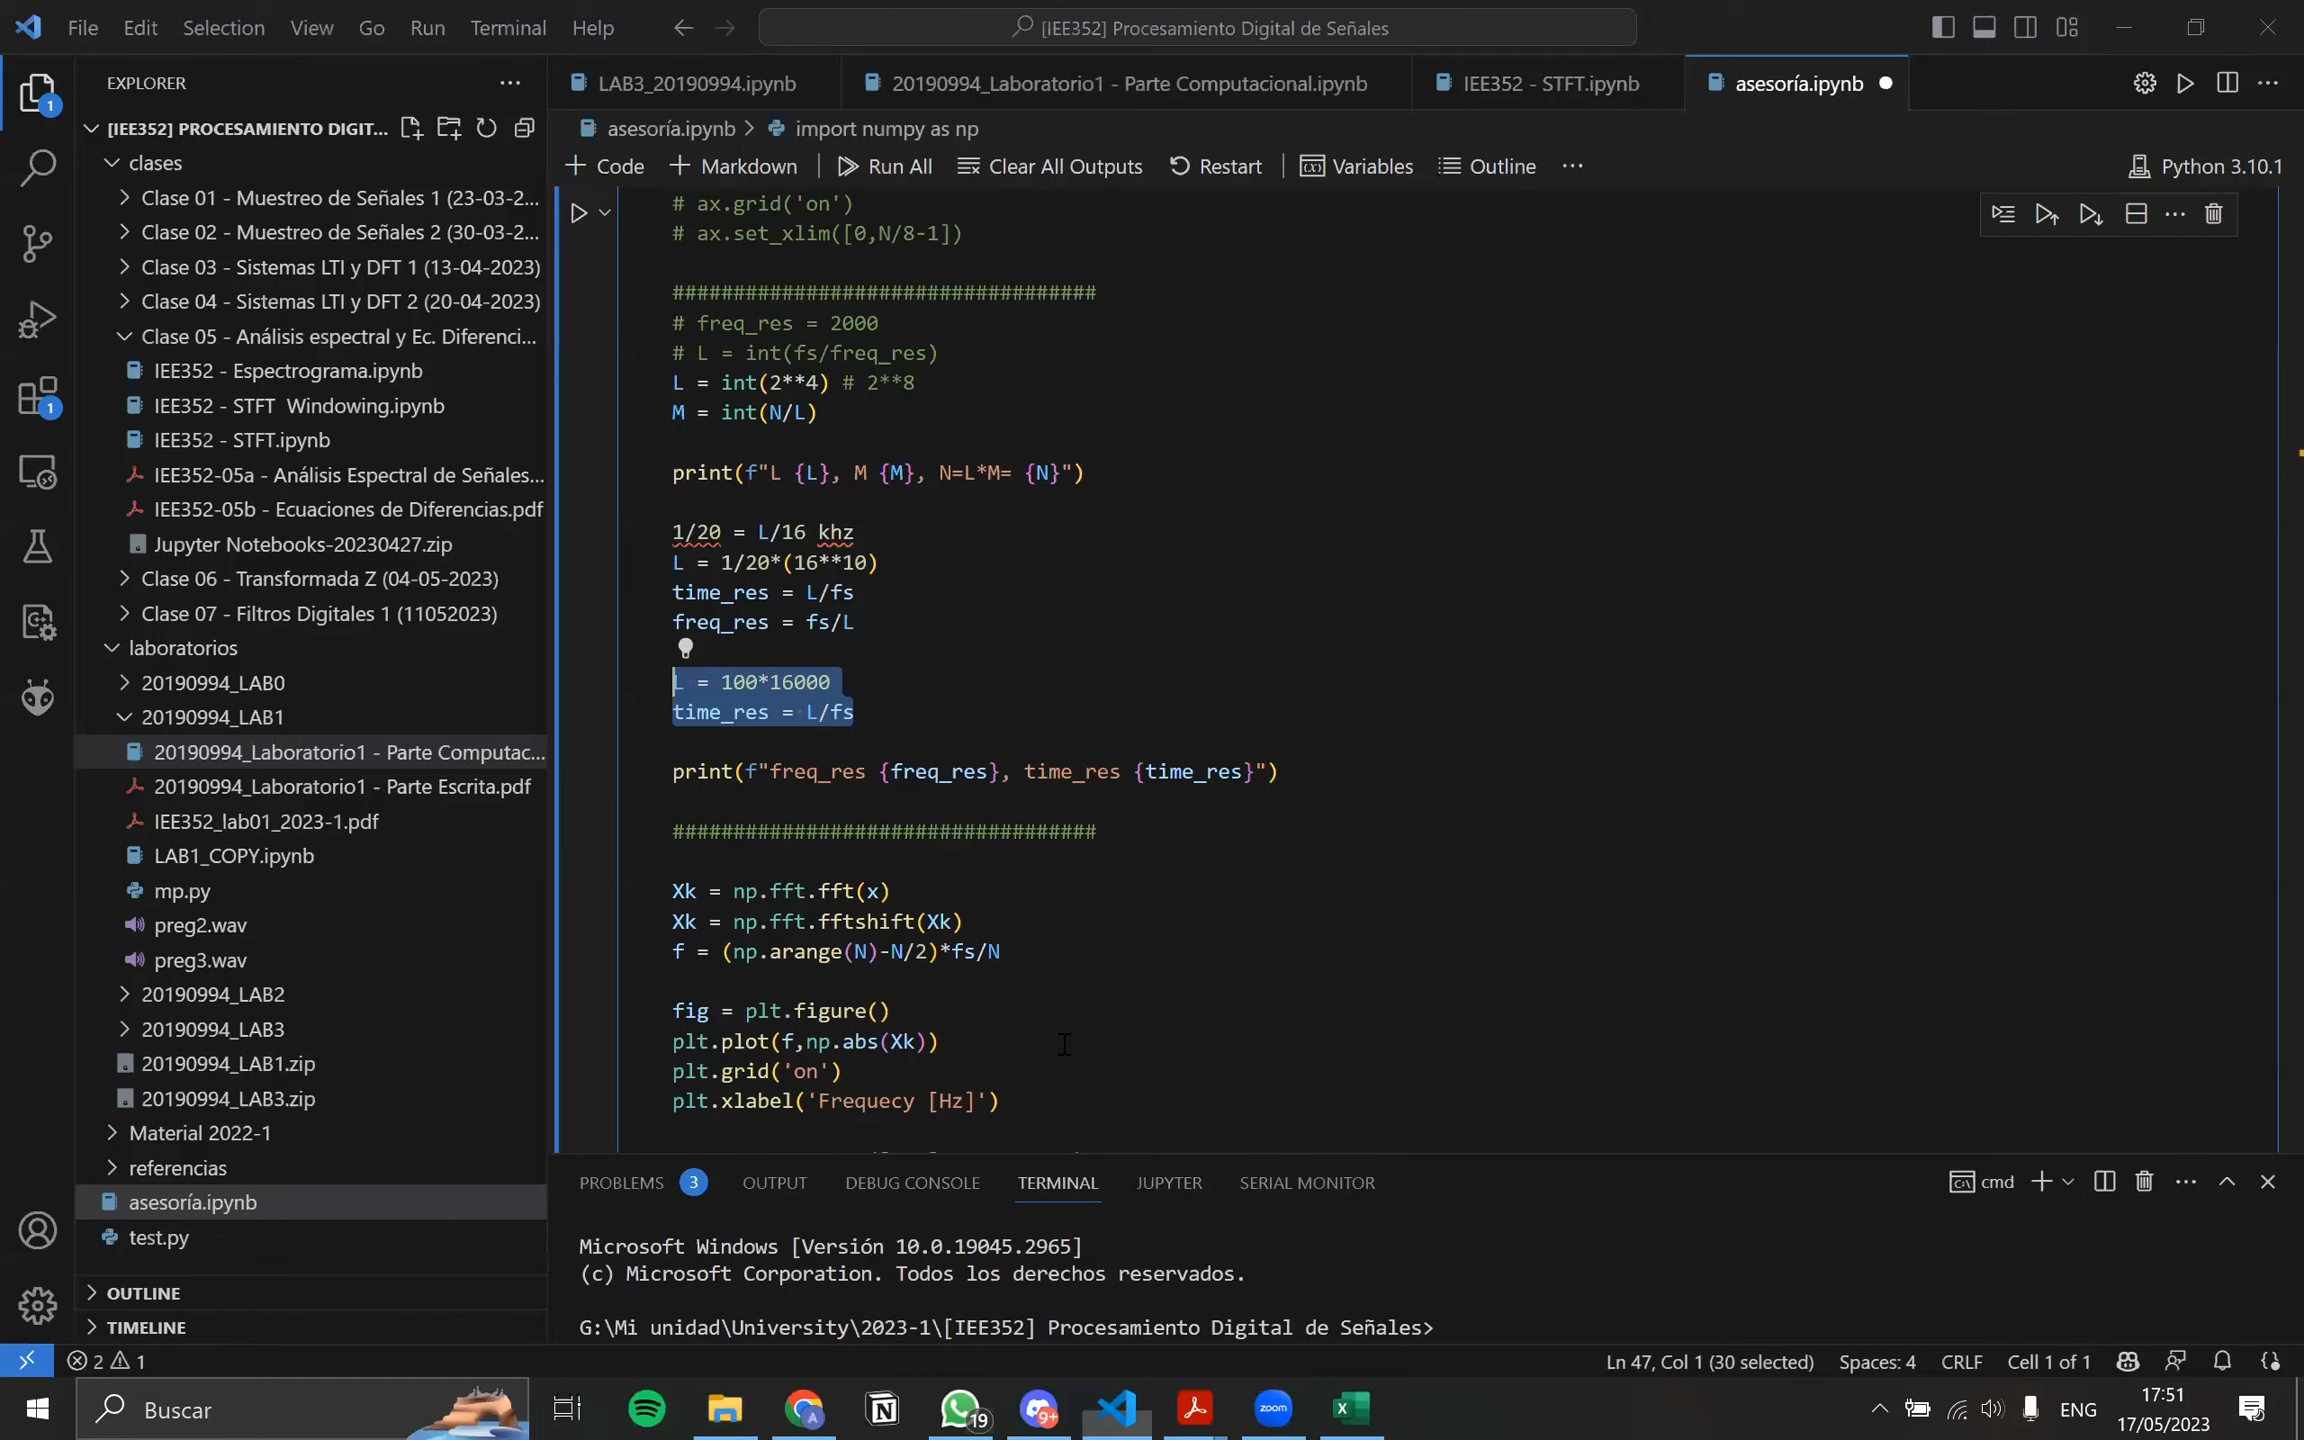 File Edit Selection View Go Run Terminal Help
[IEE352] Procesamiento Digital de Señales
EXPLORER
LAB3_20190994.ipynb
20190994_Laboratorio1 - Parte Computacional.ipynb
IEE352 - STFT.ipynb
asesoría.ipynb
[IEE352] PROCESAMIENTO DIGIT...
asesoría.ipynb > import numpy as np
+ Code + Markdown Run All Clear All Outputs Restart Variables Outline ...
Python 3.10.1
1
clases
Clase 01 - Muestreo de Señales 1 (23-03-2...
Clase 02 - Muestreo de Señales 2 (30-03-2...
Clase 03 - Sistemas LTI y DFT 1 (13-04-2023)
Clase 04 - Sistemas LTI y DFT 2 (20-04-2023)
Clase 05 - Análisis espectral y Ec. Diferenci...
IEE352 - Espectrograma.ipynb
IEE352 - STFT Windowing.ipynb
1
IEE352 - STFT.ipynb
IEE352-05a - Análisis Espectral de Señales...
IEE352-05b - Ecuaciones de Diferencias.pdf
Jupyter Notebooks-20230427.zip
Clase 06 - Transformada Z (04-05-2023)
Clase 07 - Filtros Digitales 1 (11052023)
laboratorios
20190994_LAB0
20190994_LAB1
20190994_Laboratorio1 - Parte Computac...
20190994_Laboratorio1 - Parte Escrita.pdf
IEE352_lab01_2023-1.pdf
LAB1_COPY.ipynb
mp.py
preg2.wav
preg3.wav
20190994_LAB2
20190994_LAB3
20190994_LAB1.zip
20190994_LAB3.zip
Material 2022-1
referencias
asesoría.ipynb
test.py
OUTLINE
TIMELINE
# ax.grid('on')
# ax.set_xlim([0,N/8-1])
###################################
# freq_res = 2000
# L = int(fs/freq_res)
L = int(2**4) # 2**8
M = int(N/L)
print(f"L {L}, M {M}, N=L*M= {N}")
1/20 = L/16 khz
L = 1/20*(16**10)
time_res = L/fs
freq_res = fs/L
L = 100*16000
time_res = L/fs
print(f"freq_res {freq_res}, time_res {time_res}")
###################################
Xk = np.fft.fft(x)
Xk = np.fft.fftshift(Xk)
f = (np.arange(N)-N/2)*fs/N
fig = plt.figure()
plt.plot(f,np.abs(Xk))
plt.grid('on')
plt.xlabel('Frequecy [Hz]')
PROBLEMS 3 OUTPUT DEBUG CONSOLE TERMINAL JUPYTER SERIAL MONITOR
cmd
Microsoft Windows [Versión 10.0.19045.2965]
(c) Microsoft Corporation. Todos los derechos reservados.
G:\Mi unidad\University\2023-1\[IEE352] Procesamiento Digital de Señales>
2 1
Ln 47, Col 1 (30 selected) Spaces: 4 CRLF Cell 1 of 1
Buscar
19
9+
zoom
ENG
17:51
17/05/2023